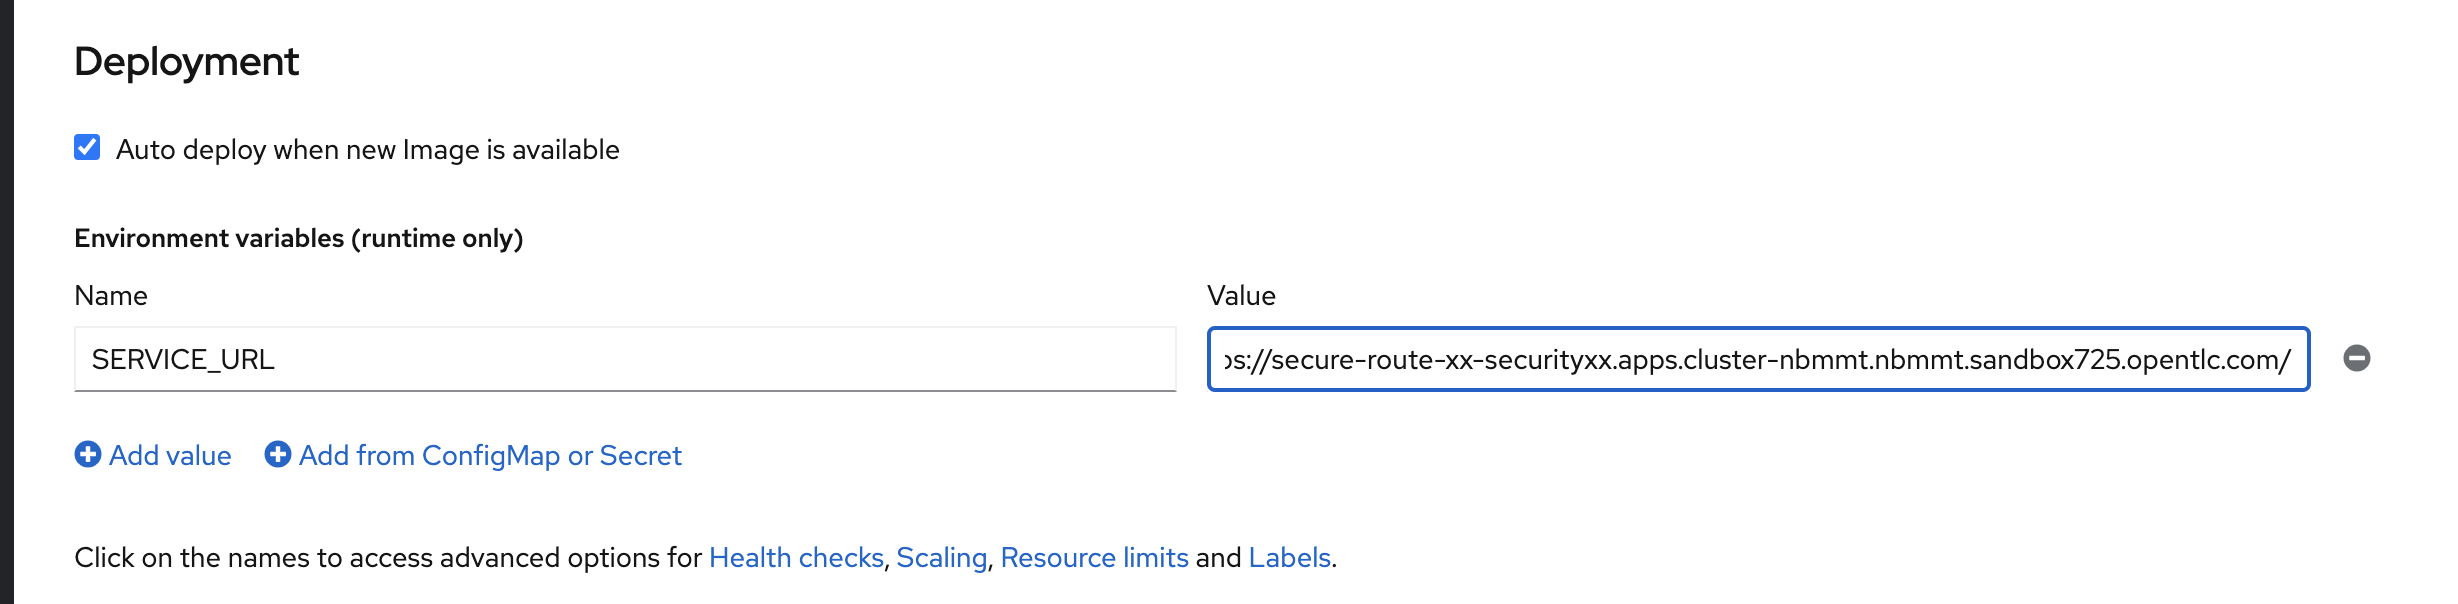 Deployment
Auto deploy when new Image is available
Environment variables (runtime only)
Name Value
SERVICE_URL ps://secure-route-xx-securityxx.apps.cluster-nbmmt.nbmmt.sandbox725.opentlc.com/
Add value Add from ConfigMap or Secret
Click on the names to access advanced options for Health checks, Scaling, Resource limits and Labels.